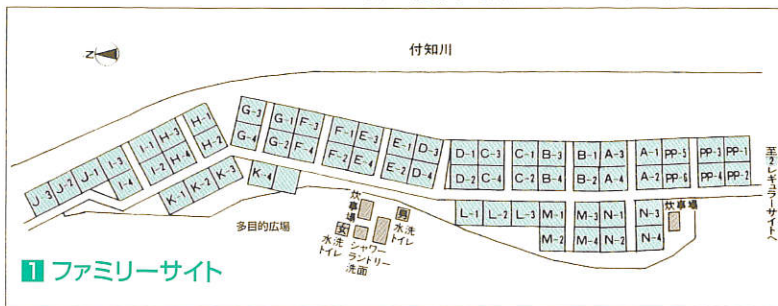 付知川
N
G-3 G-1 F-3 F-1 E-3 E-1 D-3
G-4 G-2 F-4 F-2 E-4 E-2 D-4
H-1
H-3 H-2
I-1 H-4
I-3 I-2
J-3 J-2 J-1 I-4
K-1 K-2 K-3 K-4
D-1 C-3 C-1 B-3 B-1 A-3 A-1 PP-5 PP-3 PP-1
D-2 C-4 C-2 B-4 B-2 A-4 A-2 PP-6 PP-4 PP-2
L-1 L-2 L-3 M-1 M-3 N-1 N-3
M-2 M-4 N-2 N-4
炊事場
至2レギュラーサイトへ
多目的広場
炊事場
女
水洗トイレ
シャワー
ラントリー
洗面
男
水洗トイレ
1 ファミリーサイト